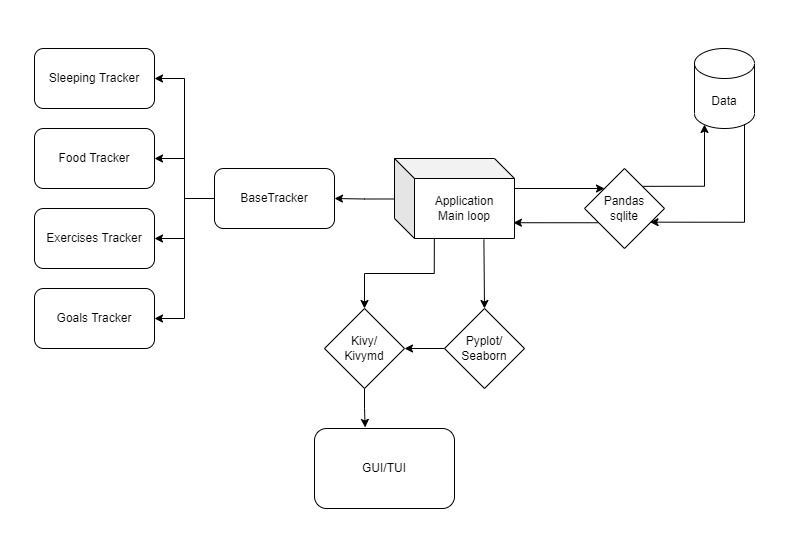 Sleeping Tracker
Food Tracker
Exercises Tracker
Goals Tracker
BaseTracker
Application
Main loop
Pandas
sqlite
Data
Kivy/
Kivymd
Pyplot/
Seaborn
GUI/TUI